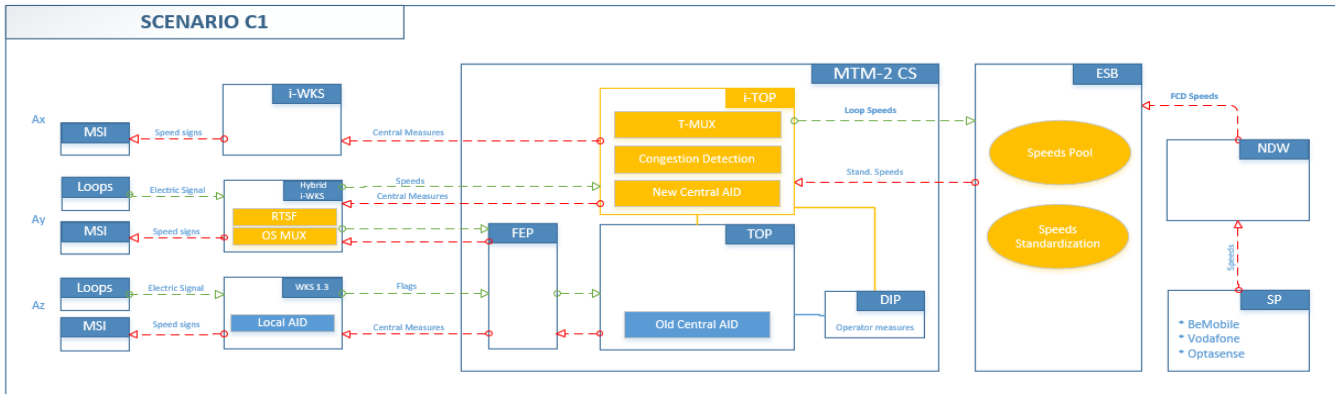 SCENARIO C1
MTM-2 CS
ESB
i-WKS
i-TOP
FCD Speeds
Loop Speeds
Ax
T-MUX
MSI
Speed signs
Central Measures
NDW
Congestion Detection
Speeds Pool
Loops
Electric Signal
Hybrid
i-WKS
Speeds
Stand. Speeds
Central Measures
New Central AID
RTSF
Ay
OS MUX
MSI
Speed signs
FEP
TOP
Speeds
Standardization
Speeds
Loops
Electric Signal
WKS 1.3
Flags
DIP
SP
Az
Local AID
Old Central AID
Operator measures
MSI
Speed signs
Central Measures
* BeMobile
* Vodafone
* Optasense